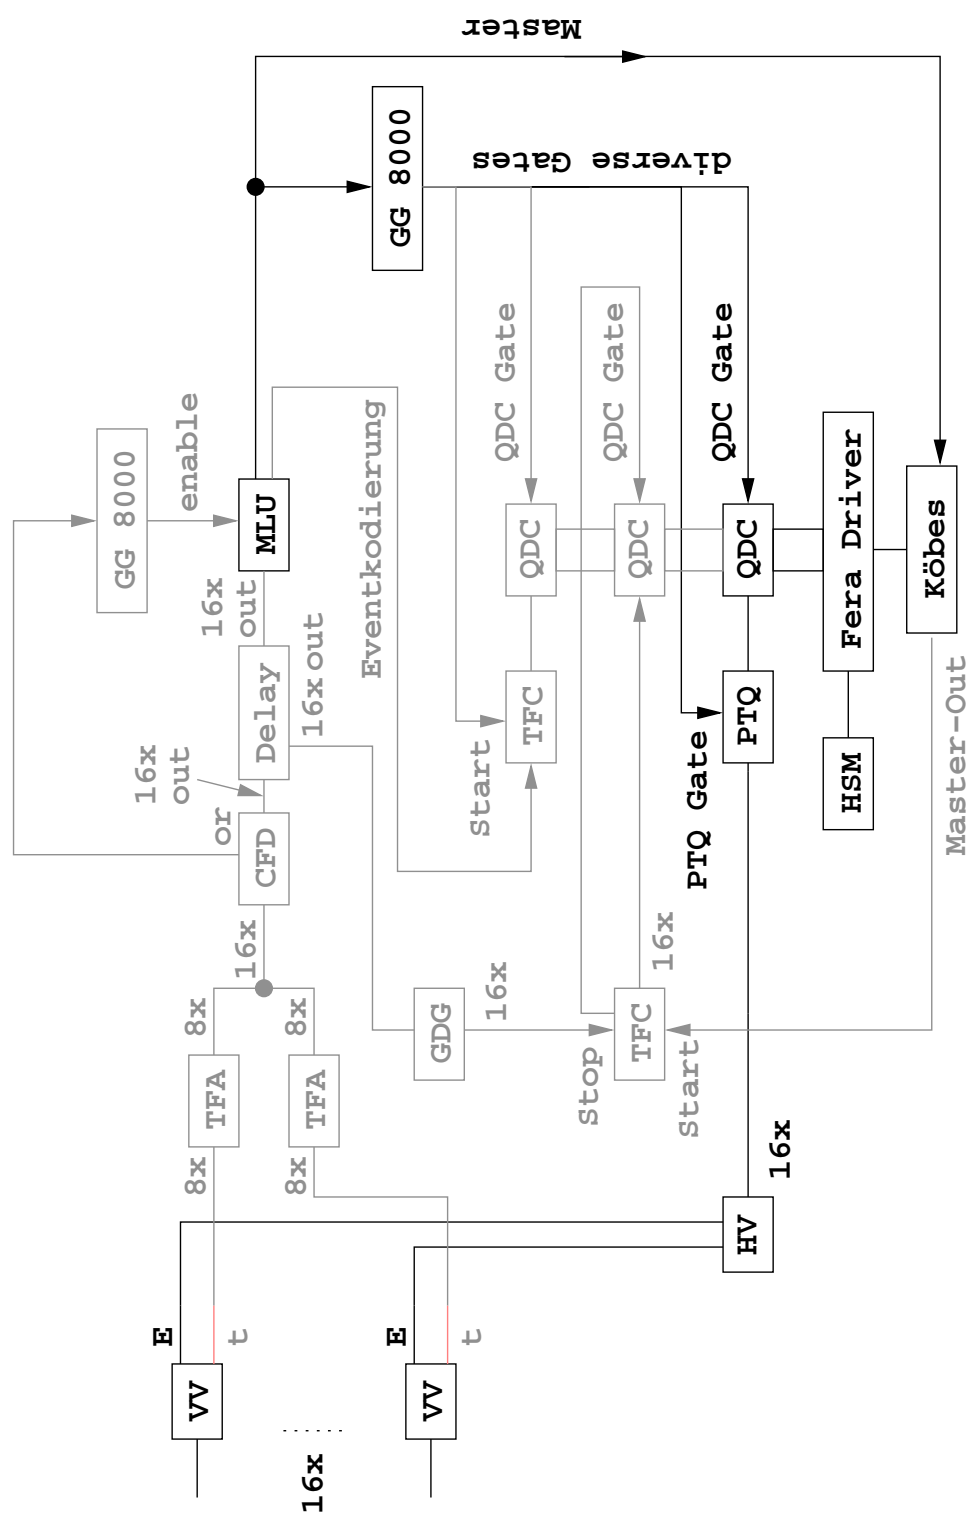 Master
GG 8000
diverse Gates
GG 8000
enable
MLU
Eventkodierung
QDC Gate
QDC Gate
QDC Gate
16x
out
Delay
16x out
16x
out
or
CFD
16x
QDC
QDC
QDC
Fera Driver
Köbes
TFC
Start
PTQ
PTQ Gate
HSM
Master-Out
8x
8x
TFA
TFA
8x
8x
GDG
16x
Stop
TFC
Start
16x
16x
HV
E
t
VV
E
t
VV
16x